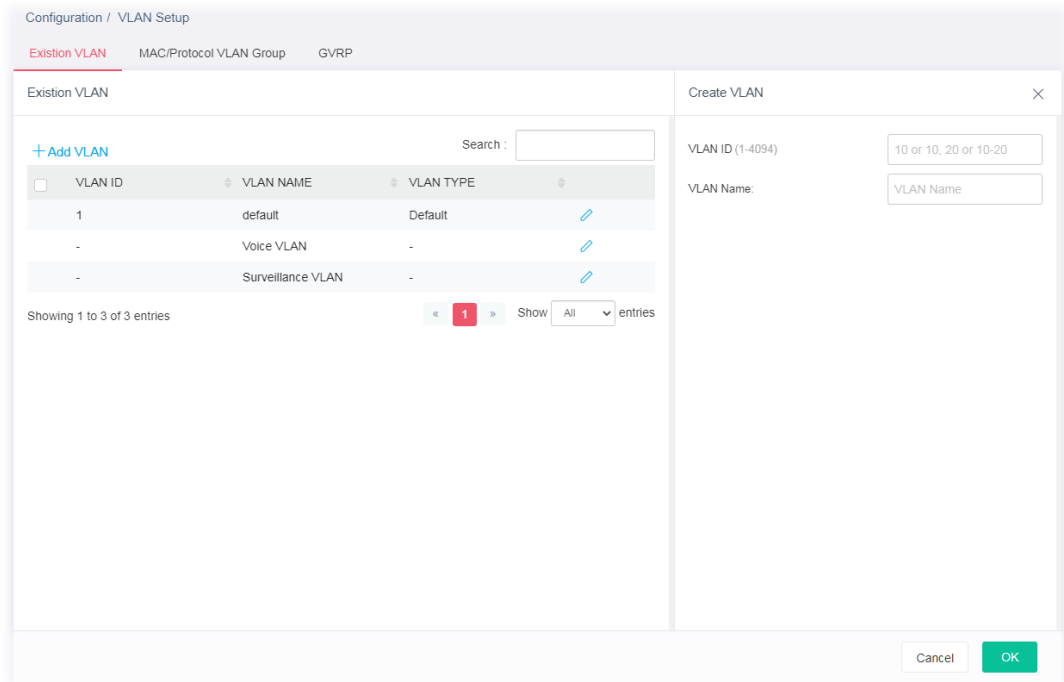 Configuration / VLAN Setup
Existion VLAN MAC/Protocol VLAN Group GVRP
Existion VLAN
Create VLAN
+Add VLAN
Search :
VLAN ID VLAN NAME VLAN TYPE
1 default Default
- Voice VLAN -
- Surveillance VLAN -
Showing 1 to 3 of 3 entries
« 1 » Show All entries
VLAN ID (1-4094) 10 or 10, 20 or 10-20
VLAN Name: VLAN Name
Cancel OK